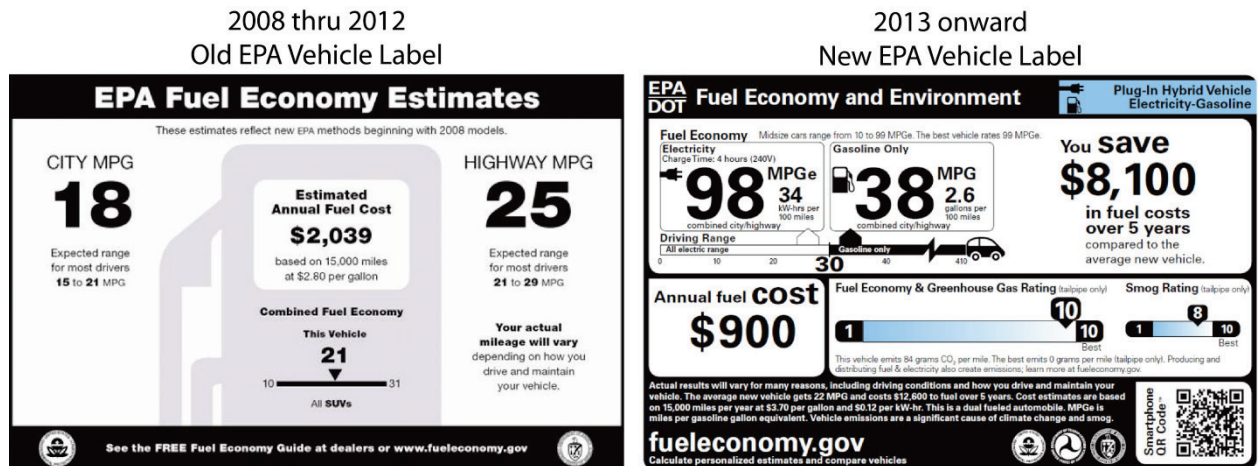 2008 thru 2012
Old EPA Vehicle Label
EPA Fuel Economy Estimates
These estimates reflect new EPA methods beginning with 2008 models.
CITY MPG
18
Expected range
for most drivers
15 to 21 MPG
Estimated
Annual Fuel Cost
$2,039
based on 15,000 miles
at $2.80 per gallon
Combined Fuel Economy
This Vehicle
21
10
31
All SUVs
HIGHWAY MPG
25
Expected range
for most drivers
21 to 29 MPG
Your actual
mileage will vary
depending on how you
drive and maintain
your vehicle.
See the FREE Fuel Economy Guide at dealers or www.fueleconomy.gov
2013 onward
New EPA Vehicle Label
EPA
DOT
Fuel Economy and Environment
Plug-In Hybrid Vehicle
Electricity-Gasoline
Fuel Economy
Midsize cars range from 10 to 99 MPGe. The best vehicle rates 99 MPGe.
Electricity
Charge Time: 4 hours (240V)
98
MPGe
34
kW-hrs per
100 miles
combined city/highway
Gasoline Only
38
MPG
2.6
gallons per
100 miles
combined city/highway
Driving Range
All electric range
Gasoline only
0 10 20 30 40 410
You save
$8,100
in fuel costs
over 5 years
compared to the
average new vehicle.
Annual fuel cost
$900
Fuel Economy & Greenhouse Gas Rating (tailpipe only)
10
1
10
Best
Smog Rating (tailpipe only)
8
1
10
Best
This vehicle emits 84 grams CO₂ per mile. The best emits 0 grams per mile (tailpipe only). Producing and
distributing fuel & electricity also create emissions; learn more at fueleconomy.gov.
Actual results will vary for many reasons, including driving conditions and how you drive and maintain your
vehicle. The average new vehicle gets 22 MPG and costs $12,600 to fuel over 5 years. Cost estimates are based
on 15,000 miles per year at $3.70 per gallon and $0.12 per kW-hr. This is a dual fueled automobile. MPGe is
miles per gasoline gallon equivalent. Vehicle emissions are a significant cause of climate change and smog.
fueleconomy.gov
Calculate personalized estimates and compare vehicles
Smartphone
QR Code™